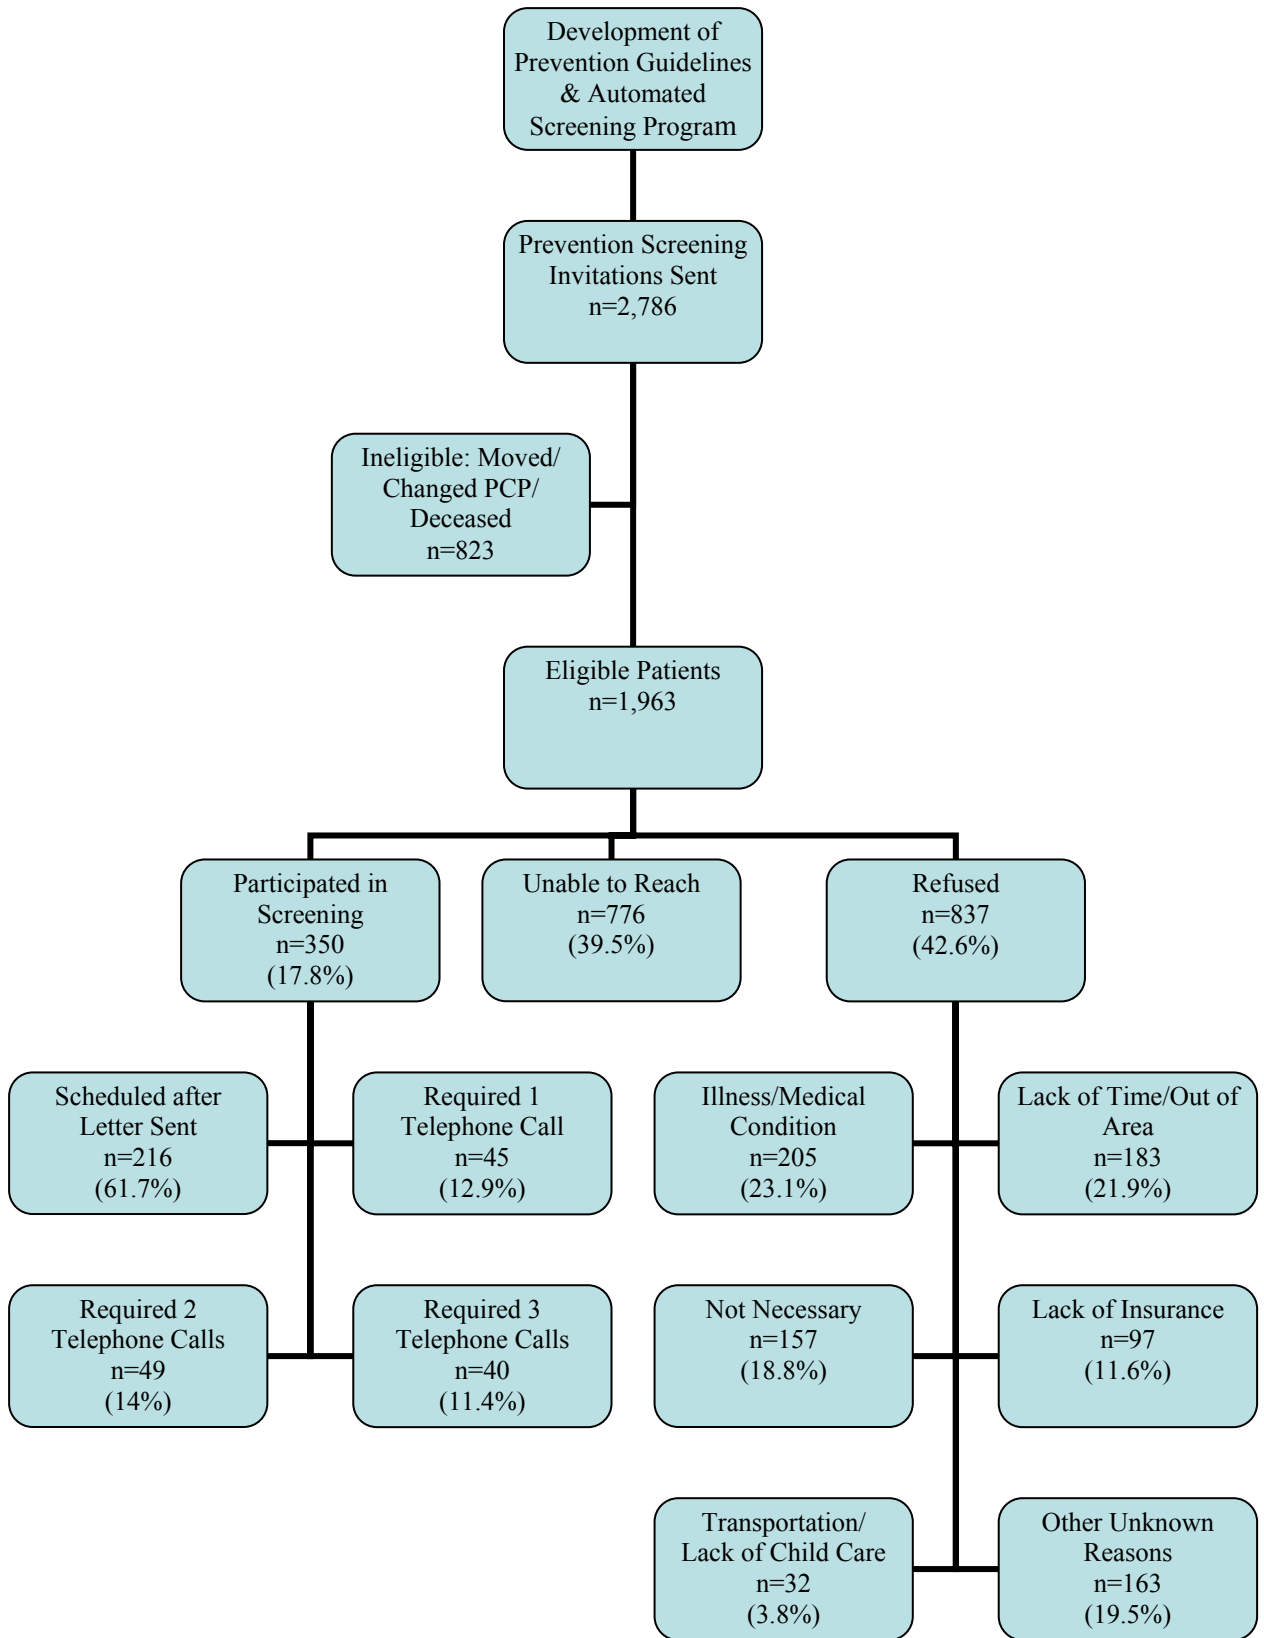 Development of
Prevention Guidelines
& Automated
Screening Program
Prevention Screening
Invitations Sent
n=2,786
Ineligible: Moved/
Changed PCP/
Deceased
n=823
Eligible Patients
n=1,963
Participated in
Screening
n=350
(17.8%)
Unable to Reach
n=776
(39.5%)
Refused
n=837
(42.6%)
Scheduled after
Letter Sent
n=216
(61.7%)
Required 1
Telephone Call
n=45
(12.9%)
Illness/Medical
Condition
n=205
(23.1%)
Lack of Time/Out of
Area
n=183
(21.9%)
Required 2
Telephone Calls
n=49
(14%)
Required 3
Telephone Calls
n=40
(11.4%)
Not Necessary
n=157
(18.8%)
Lack of Insurance
n=97
(11.6%)
Transportation/
Lack of Child Care
n=32
(3.8%)
Other Unknown
Reasons
n=163
(19.5%)